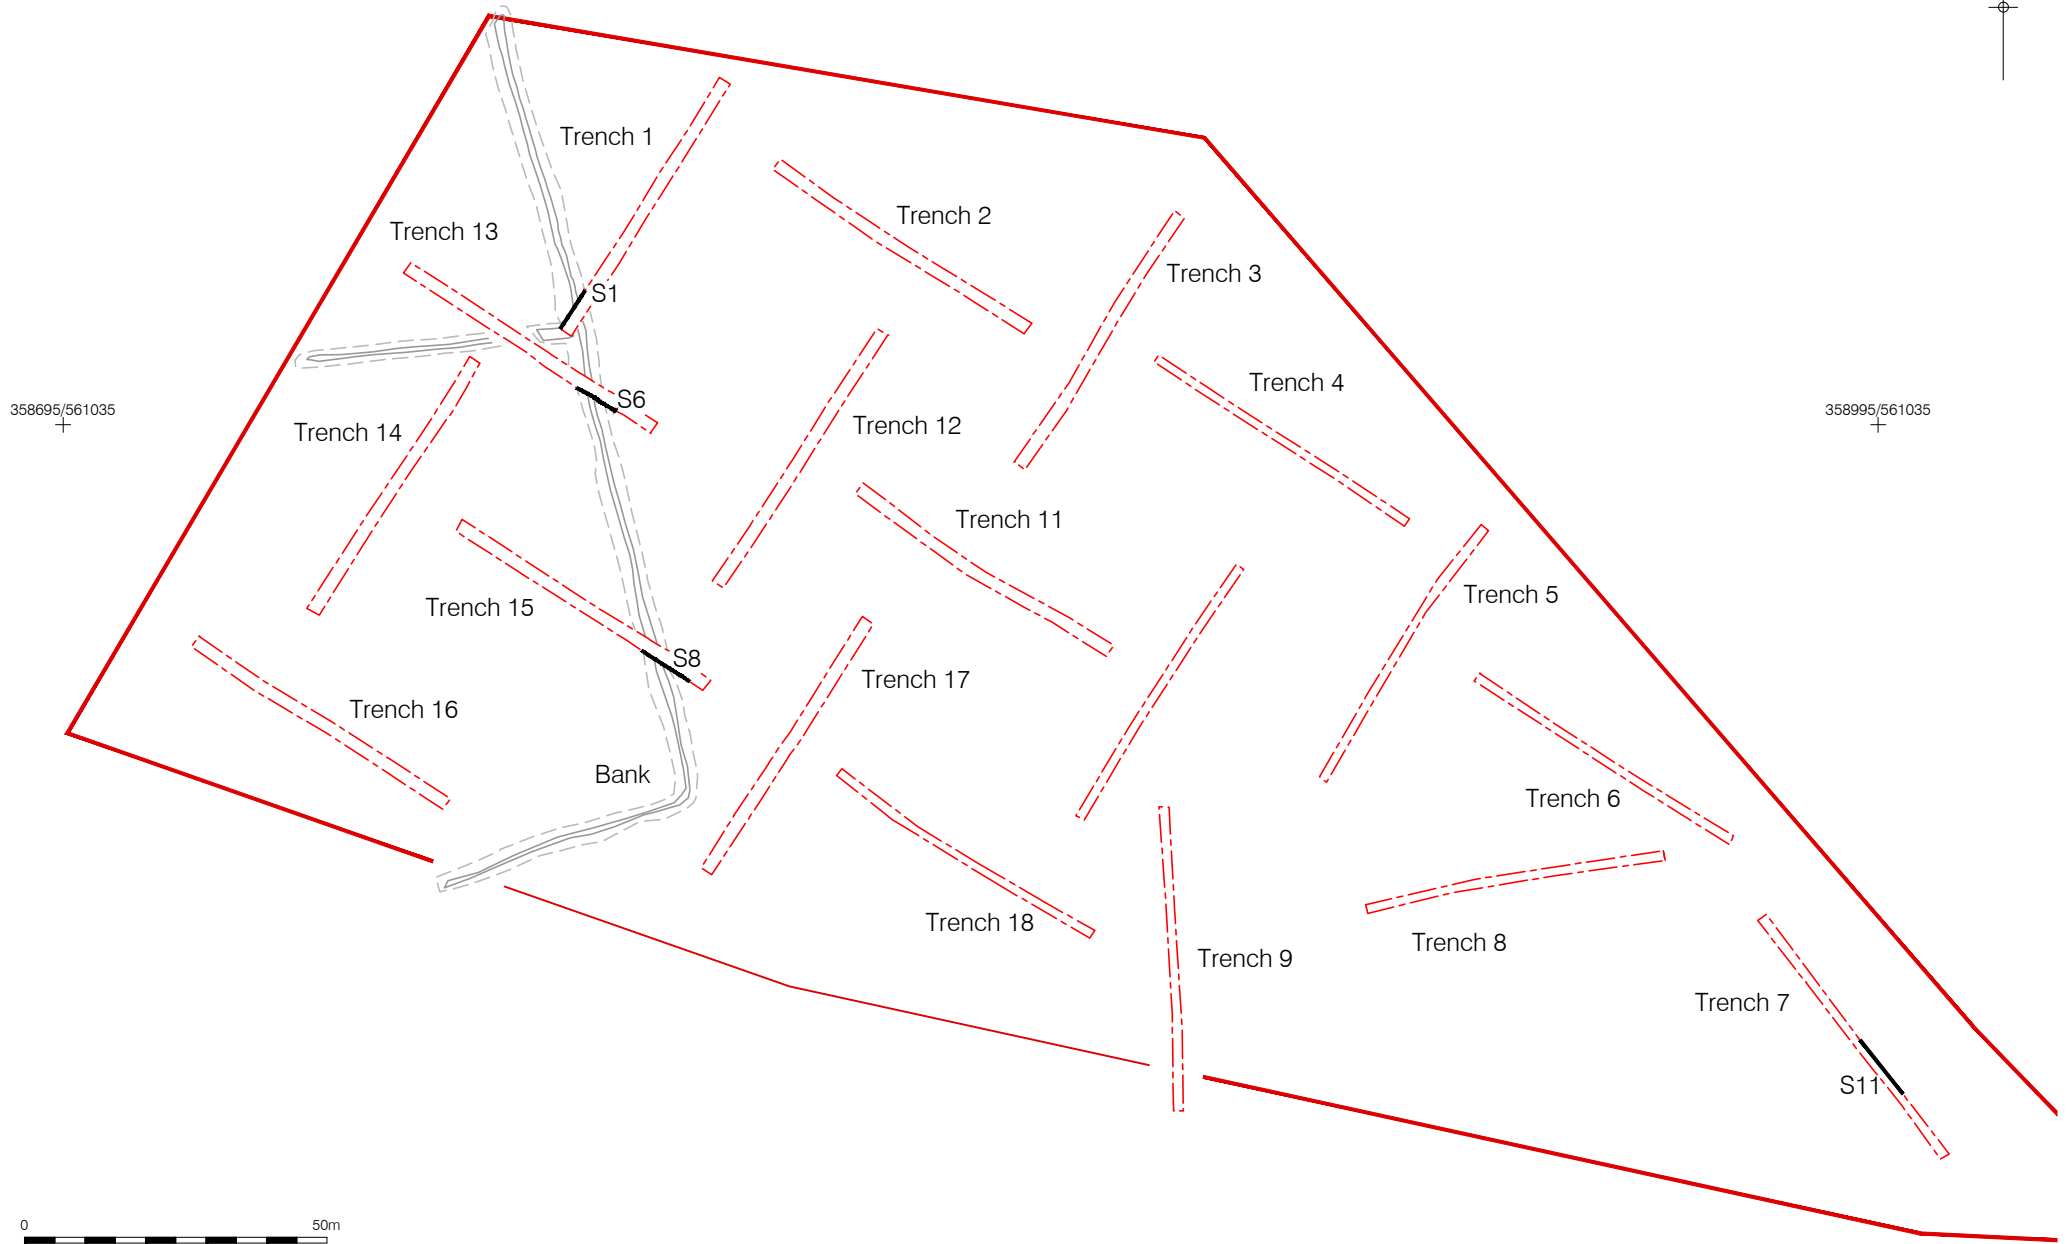 Trench 1
Trench 2
Trench 13
Trench 3
S1
Trench 4
S6
358695/561035
358995/561035
Trench 12
Trench 14
Trench 11
Trench 5
Trench 15
S8
Trench 17
Trench 16
Bank
Trench 6
Trench 18
Trench 8
Trench 9
Trench 7
S11
0 50m